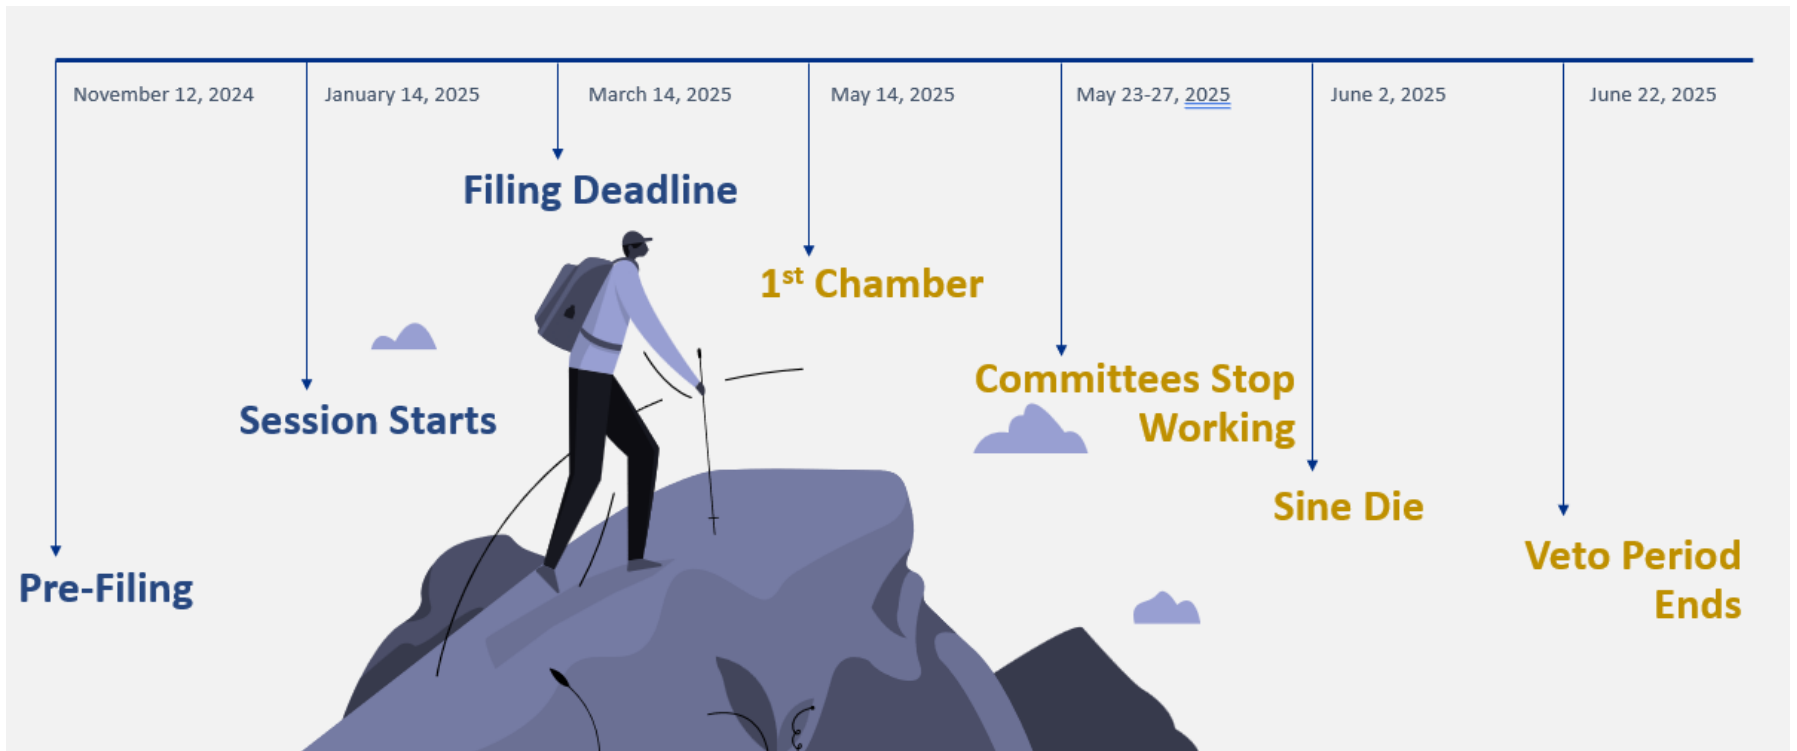 November 12, 2024
January 14, 2025
March 14, 2025
May 14, 2025
May 23-27, 2025
June 2, 2025
June 22, 2025
Filing Deadline
1st Chamber
Committees Stop
Working
Session Starts
Sine Die
Veto Period
Ends
Pre-Filing